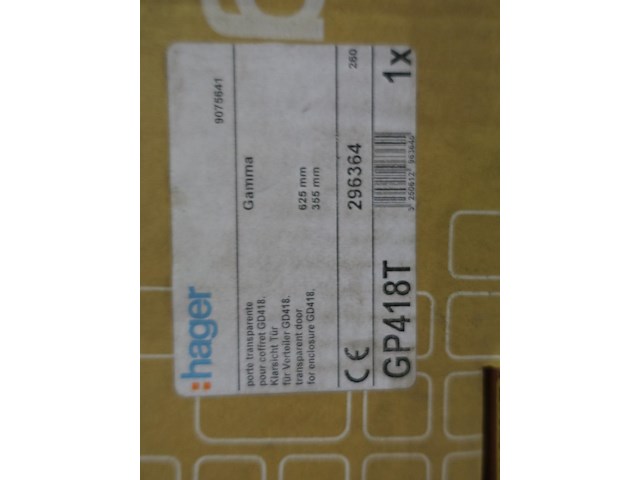 :hager
9075641
porte transparente
pour coffret GD418.
Klarsicht Tür
für Verteiler GD418.
transparent door
for enclosure GD418.
Gamma
625 mm
355 mm
CE
296364
260
GP418T
1x